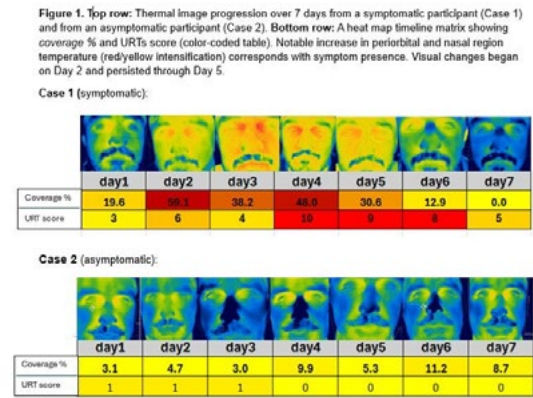 Figure 1. Top row: Thermal image progression over 7 days from a symptomatic participant (Case 1)
and from an asymptomatic participant (Case 2). Bottom row: A heat map timeline matrix showing
coverage % and URTs score (color-coded table). Notable increase in periorbital and nasal region
temperature (red/yellow intensification) corresponds with symptom presence. Visual changes began
on Day 2 and persisted through Day 5.
Case 1 (symptomatic):
day1 day2 day3 day4 day5 day6 day7
Coverage % 19.6 59.1 38.2 48.0 30.6 12.9 0.0
URT score 3 6 4 10 9 8 5
Case 2 (asymptomatic):
day1 day2 day3 day4 day5 day6 day7
Coverage % 3.1 4.7 3.0 9.9 5.3 11.2 8.7
URT score 1 1 1 0 0 0 0